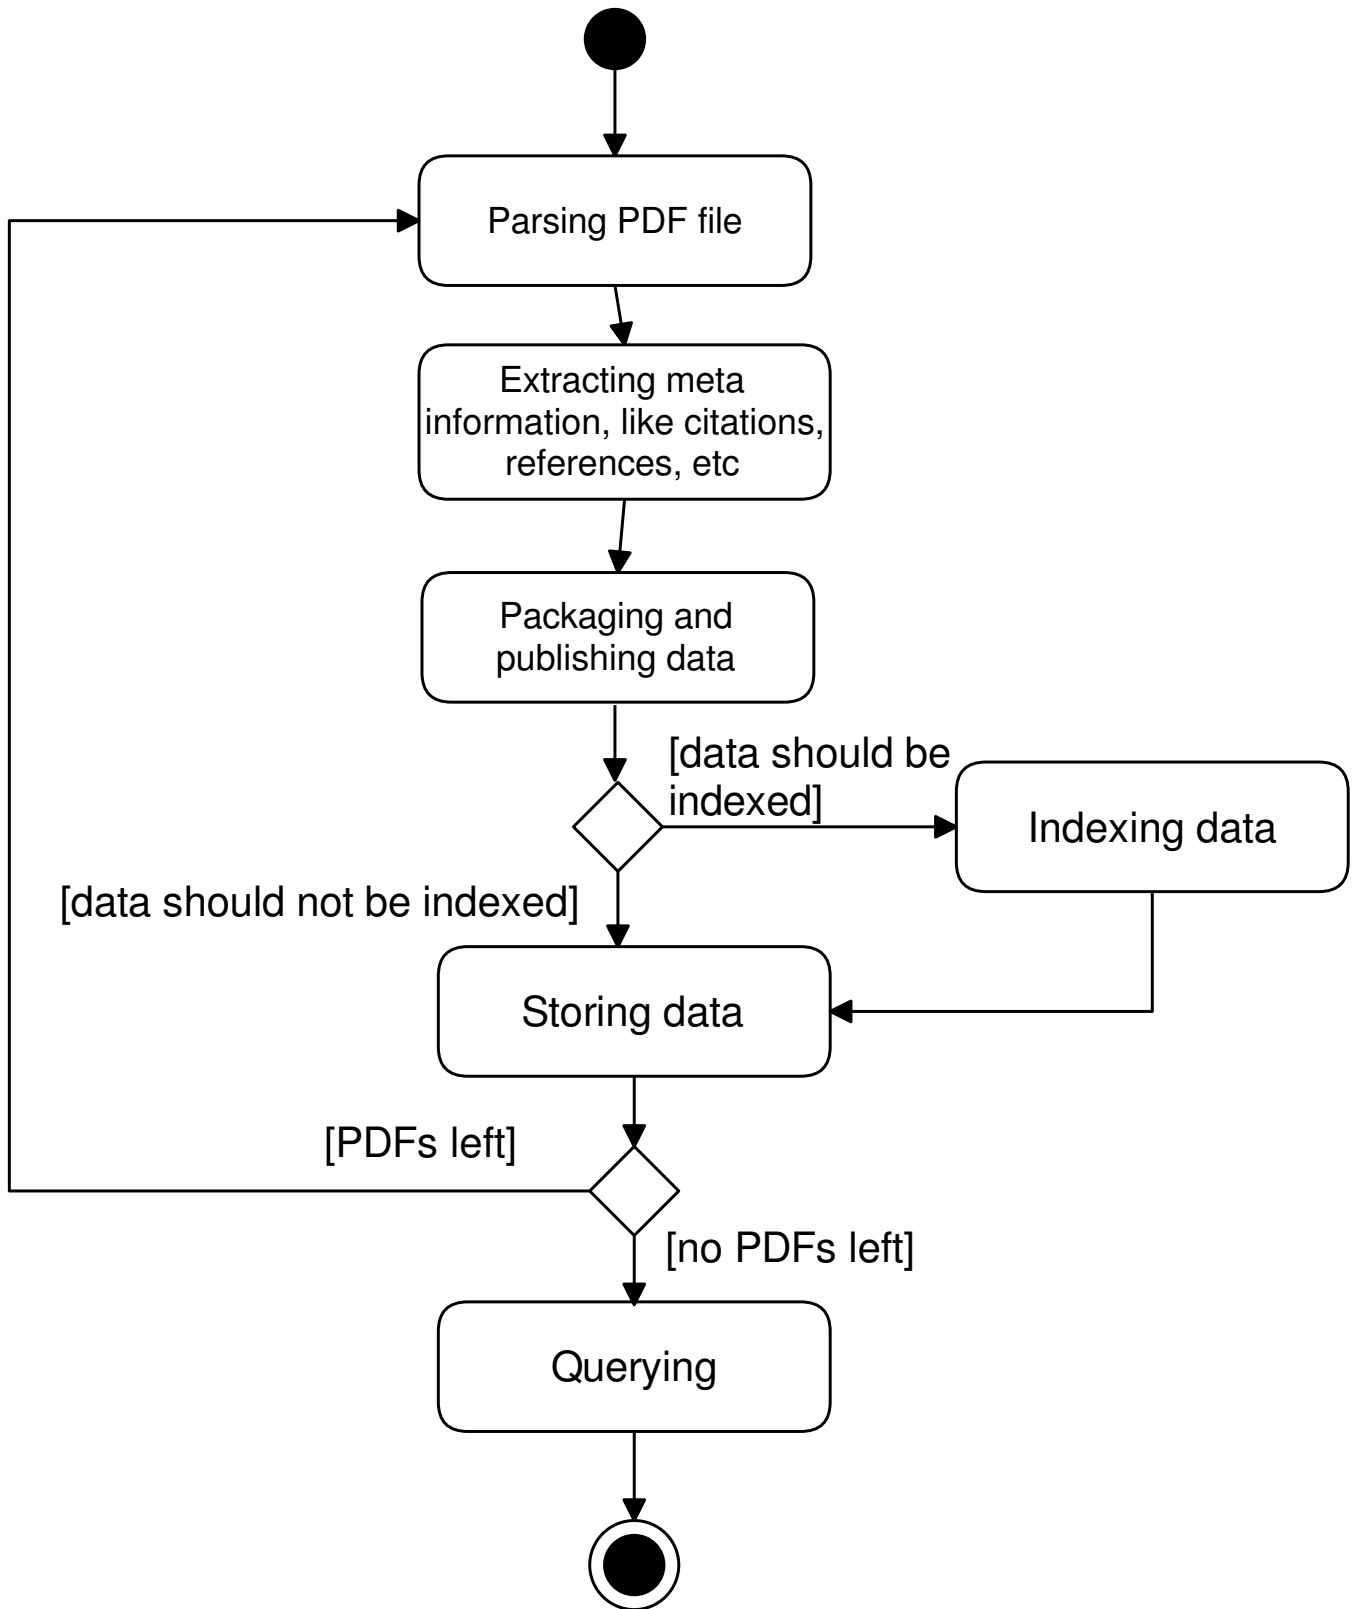 Parsing PDF file
Extracting meta
information, like citations,
references, etc
Packaging and
publishing data
[data should be
indexed]
Indexing data
[data should not be indexed]
Storing data
[PDFs left]
[no PDFs left]
Querying